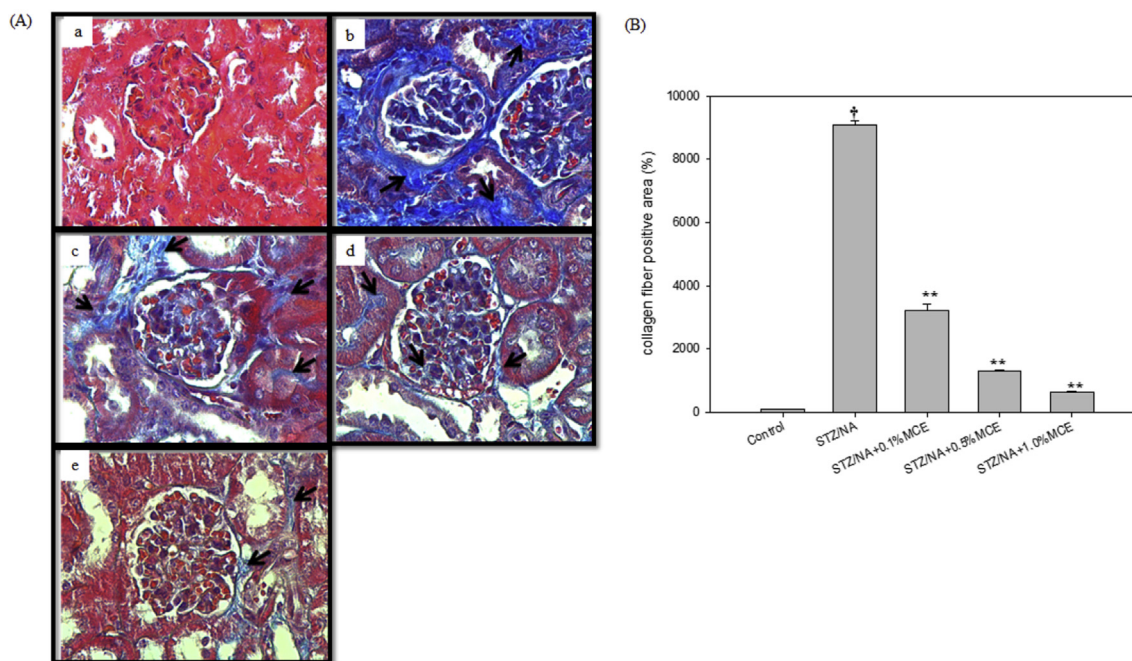 (A)
a
b
c
d
e
(B)
†
**
**
**
collagen fiber positive area (%)
10000
8000
6000
4000
2000
0
Control
STZ/NA
STZ/NA+0.1%MCE
STZ/NA+0.5%MCE
STZ/NA+1.0%MCE